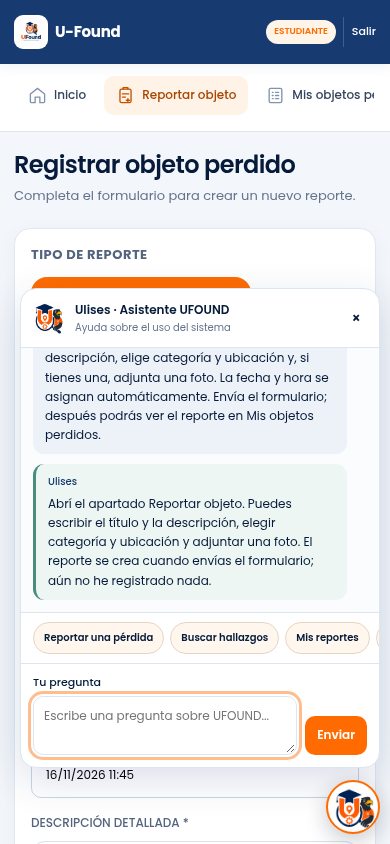 UFound
U-Found
ESTUDIANTE
Salir
Inicio
Reportar objeto
Mis objetos pe
Registrar objeto perdido
Completa el formulario para crear un nuevo reporte.
TIPO DE REPORTE
Ulises · Asistente UFOUND
Ayuda sobre el uso del sistema
×
descripción, elige categoría y ubicación y, si
tienes una, adjunta una foto. La fecha y hora se
asignan automáticamente. Envía el formulario;
después podrás ver el reporte en Mis objetos
perdidos.
Ulises
Abrí el apartado Reportar objeto. Puedes
escribir el título y la descripción, elegir
categoría y ubicación y adjuntar una foto. El
reporte se crea cuando envías el formulario;
aún no he registrado nada.
Reportar una pérdida
Buscar hallazgos
Mis reportes
Tu pregunta
Escribe una pregunta sobre UFOUND...
Enviar
16/11/2026 11:45
DESCRIPCIÓN DETALLADA *